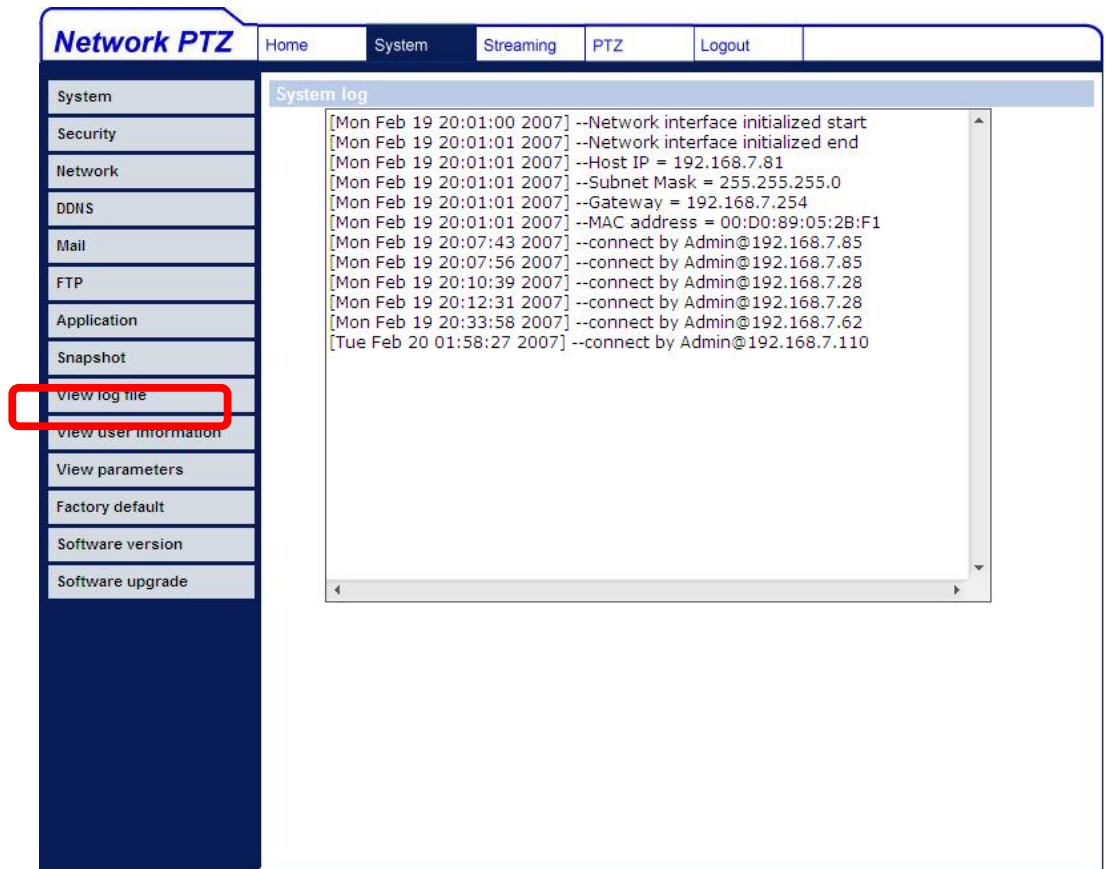 Network PTZ
Home System Streaming PTZ Logout
System
Security
Network
DDNS
Mail
FTP
Application
Snapshot
View log file
View user information
View parameters
Factory default
Software version
Software upgrade
System log
[Mon Feb 19 20:01:00 2007] --Network interface initialized start
[Mon Feb 19 20:01:01 2007] --Network interface initialized end
[Mon Feb 19 20:01:01 2007] --Host IP = 192.168.7.81
[Mon Feb 19 20:01:01 2007] --Subnet Mask = 255.255.255.0
[Mon Feb 19 20:01:01 2007] --Gateway = 192.168.7.254
[Mon Feb 19 20:01:01 2007] --MAC address = 00:D0:89:05:2B:F1
[Mon Feb 19 20:07:43 2007] --connect by Admin@192.168.7.85
[Mon Feb 19 20:07:56 2007] --connect by Admin@192.168.7.85
[Mon Feb 19 20:10:39 2007] --connect by Admin@192.168.7.28
[Mon Feb 19 20:12:31 2007] --connect by Admin@192.168.7.28
[Mon Feb 19 20:33:58 2007] --connect by Admin@192.168.7.62
[Tue Feb 20 01:58:27 2007] --connect by Admin@192.168.7.110